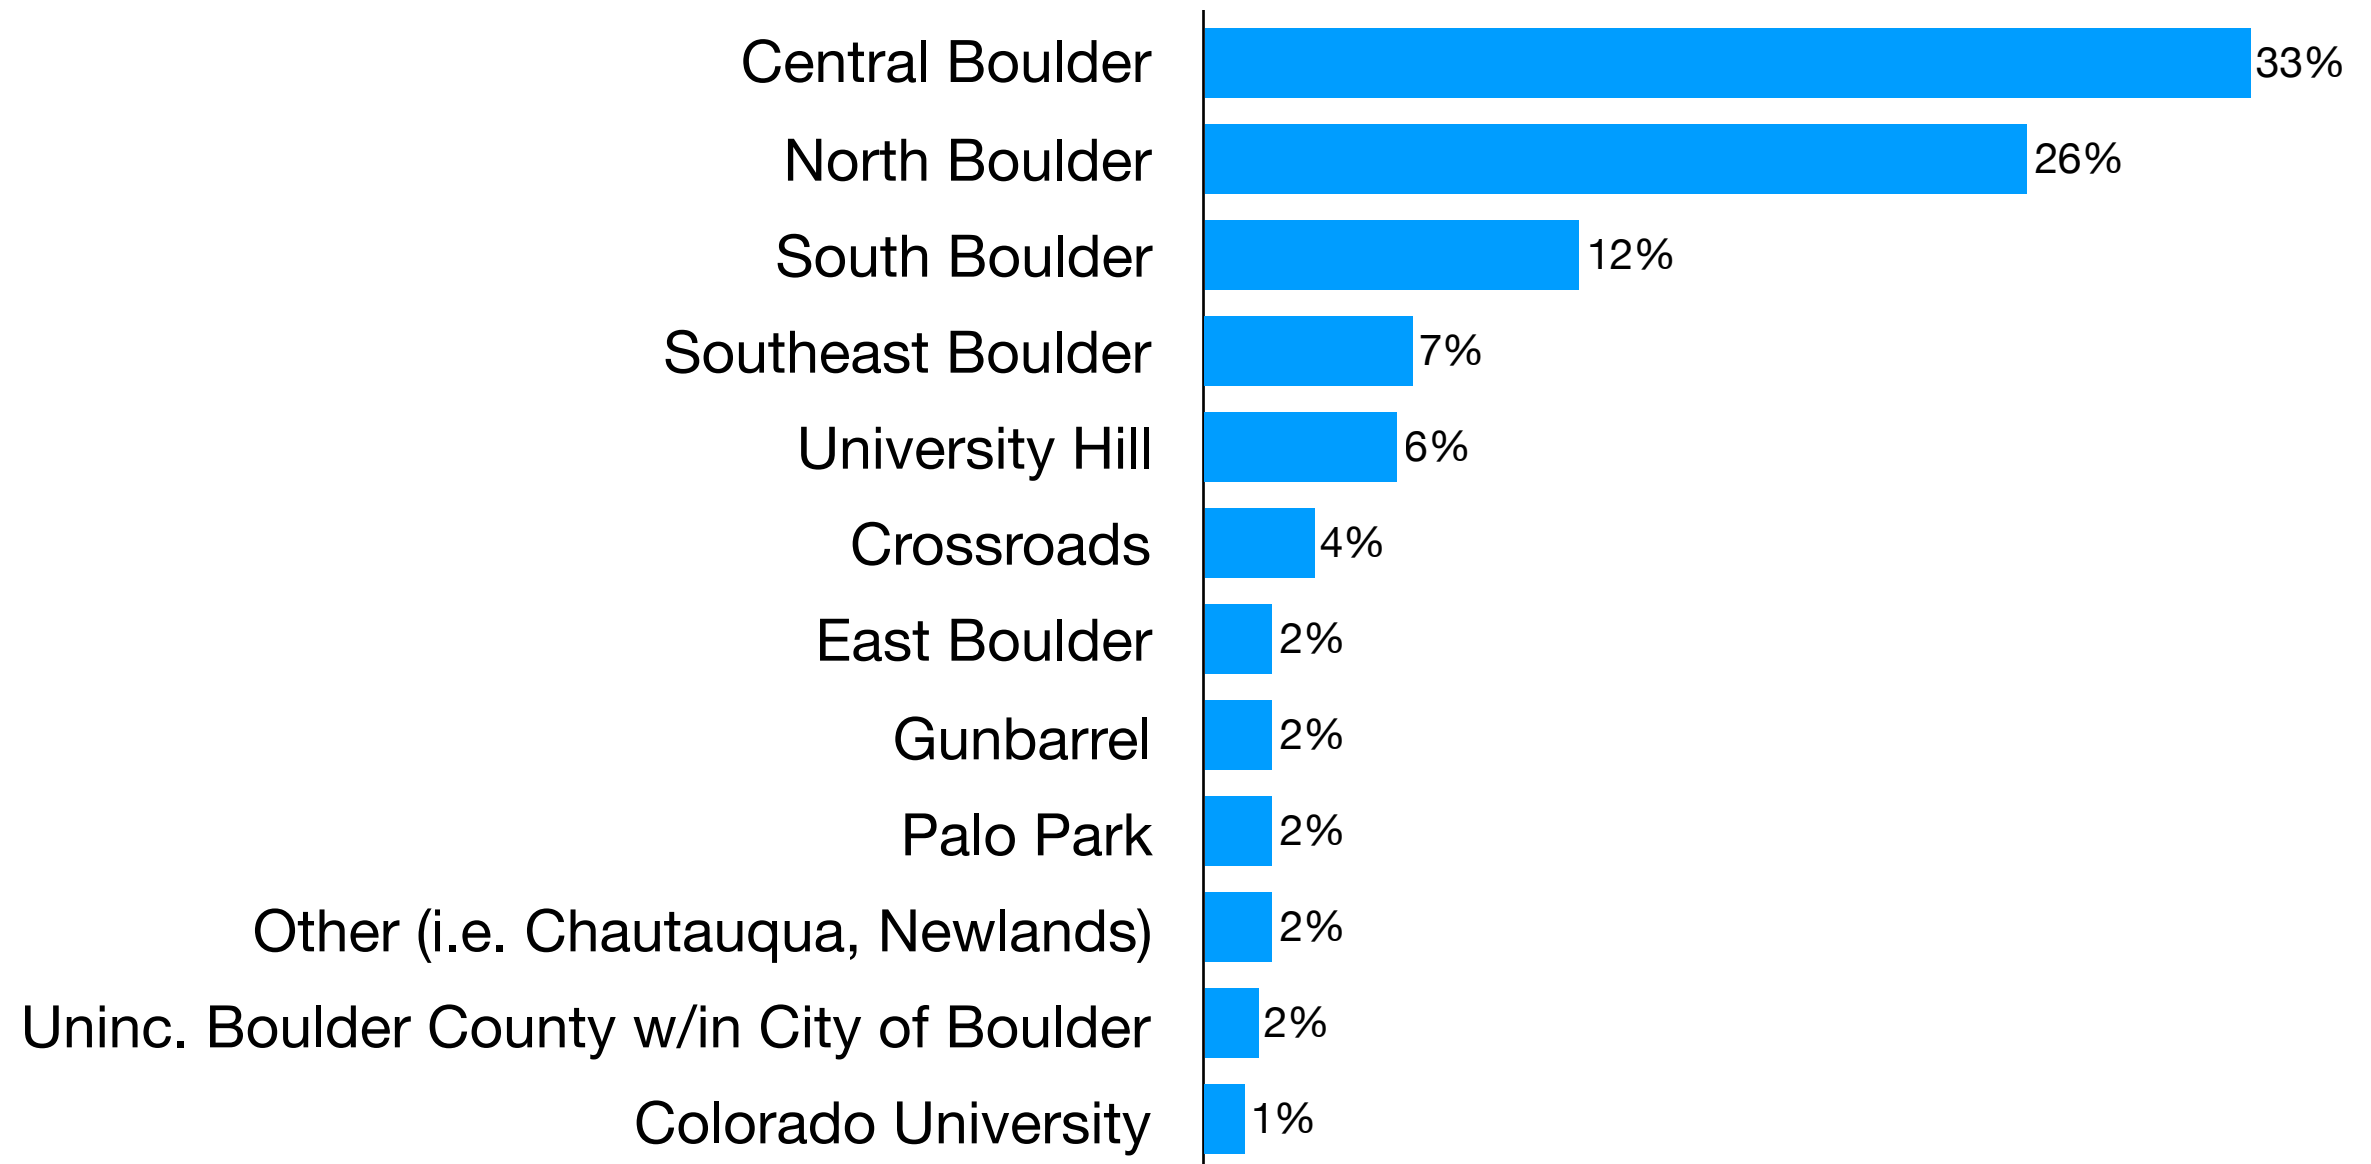 Central Boulder 33%
North Boulder 26%
South Boulder 12%
Southeast Boulder 7%
University Hill 6%
Crossroads 4%
East Boulder 2%
Gunbarrel 2%
Palo Park 2%
Other (i.e. Chautauqua, Newlands) 2%
Uninc. Boulder County w/in City of Boulder 2%
Colorado University 1%